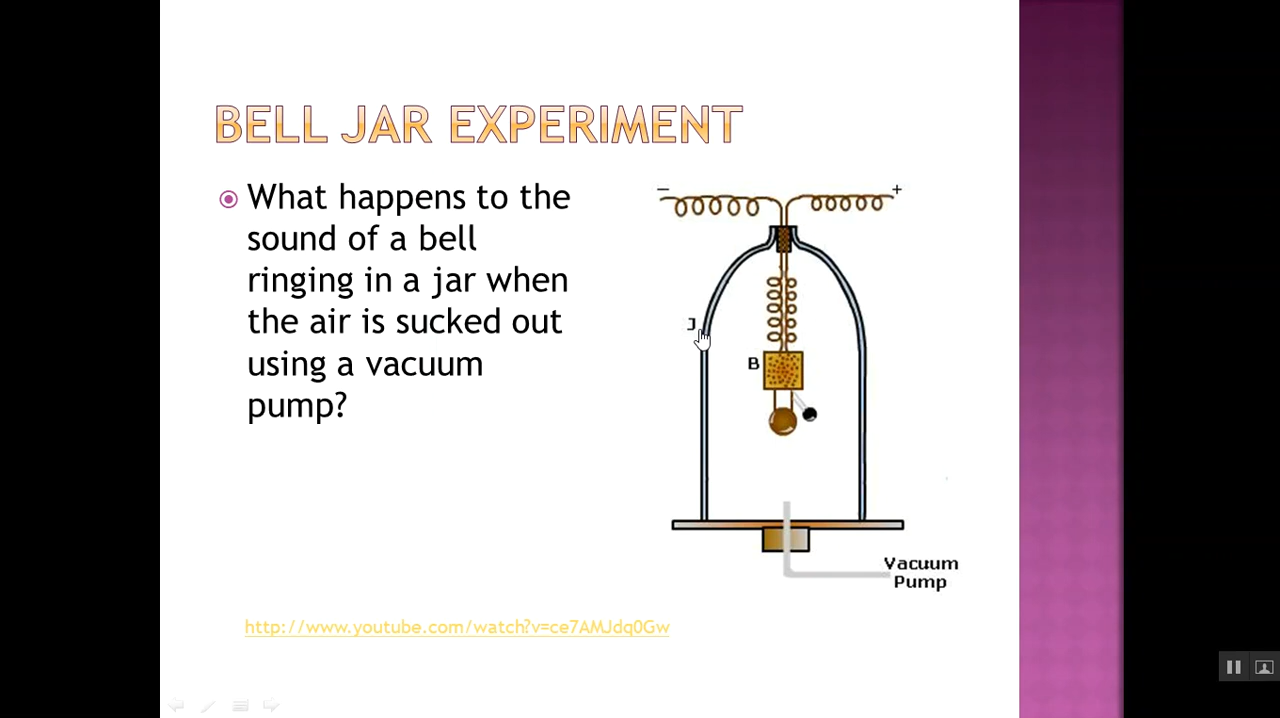 BELL JAR EXPERIMENT
What happens to the
sound of a bell
ringing in a jar when
the air is sucked out
using a vacuum
pump?
− +
J
B
Vacuum
Pump
http://www.youtube.com/watch?v=ce7AMJdq0Gw